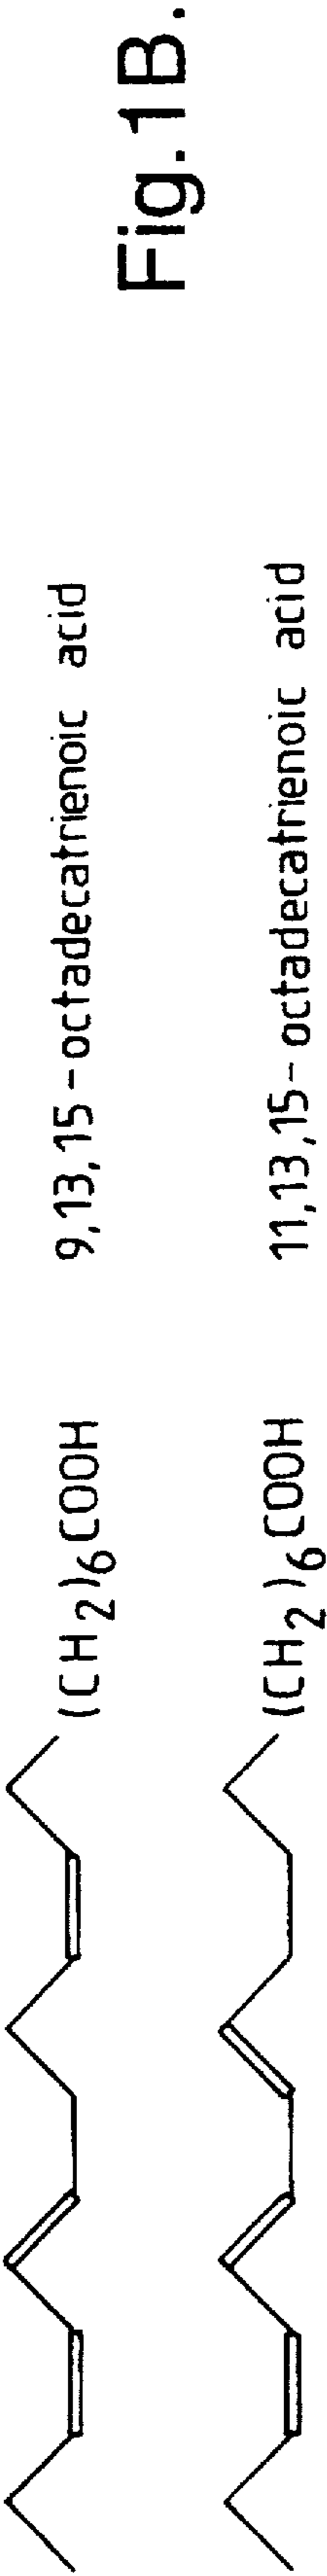 (CH2)6COOH 9,13,15-octadecatrienoic acid
(CH2)6COOH 11,13,15-octadecatrienoic acid
Fig.1B.